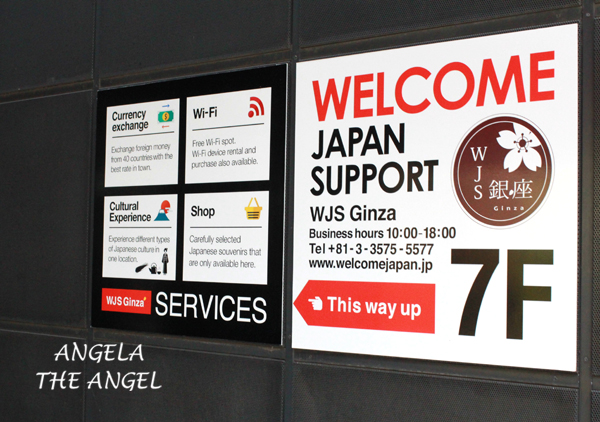 Currency
exchange
Exchange foreign money
from 40 countries with the
best rate in town.
Wi-Fi
Free Wi-Fi spot.
Wi-Fi device rental and
purchase also available.
Cultural
Experience
Experience different types
of Japanese culture in
one location.
Shop
Carefully selected
Japanese souvenirs that
are only available here.
WJS Ginza
SERVICES
WELCOME
JAPAN
SUPPORT
WJS Ginza
Business hours 10:00-18:00
Tel +81-3-3575-5577
www.welcomejapan.jp
WJS
銀座
Ginza
This way up
7F
ANGELA
THE ANGEL